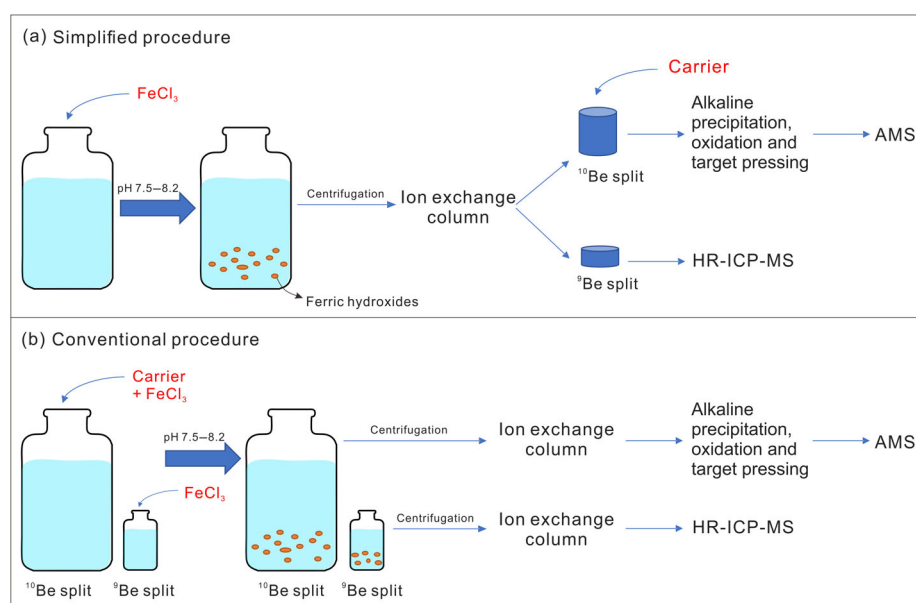 (a) Simplified procedure
FeCl₃
pH 7.5–8.2
Ferric hydroxides
Centrifugation
Ion exchange
column
Carrier
¹⁰Be split
Alkaline
precipitation,
oxidation and
target pressing
AMS
⁹Be split
HR-ICP-MS
(b) Conventional procedure
Carrier
+ FeCl₃
pH 7.5–8.2
FeCl₃
¹⁰Be split
⁹Be split
¹⁰Be split
⁹Be split
Centrifugation
Ion exchange
column
Alkaline
precipitation,
oxidation and
target pressing
AMS
Centrifugation
Ion exchange
column
HR-ICP-MS